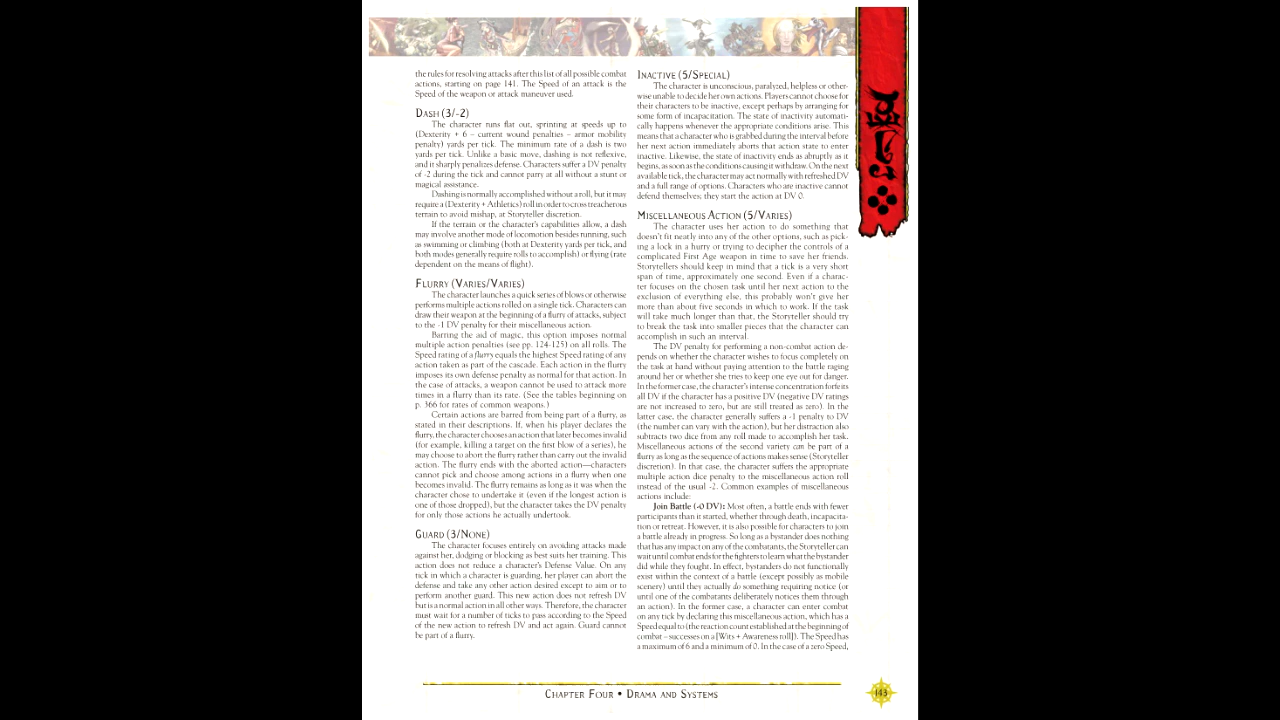 the rules for resolving attacks after this list of all possible combat
actions, starting on page 141. The Speed of an attack is the
Speed of the weapon or attack maneuver used.
Dash (3/-2)
The character runs flat out, sprinting at speeds up to
(Dexterity + 6 – current wound penalties – armor mobility
penalty) yards per tick. The minimum rate of a dash is two
yards per tick. Unlike a basic move, dashing is not reflexive,
and it sharply penalizes defense. Characters suffer a DV penalty
of -2 during the tick and cannot parry at all without a stunt or
magical assistance.
Dashing is normally accomplished without a roll, but it may
require a (Dexterity + Athletics) roll in order to cross treacherous
terrain to avoid mishap, at Storyteller discretion.
If the terrain or the character's capabilities allow, a dash
may involve another mode of locomotion besides running, such
as swimming or climbing (both at Dexterity yards per tick, and
both modes generally require rolls to accomplish) or flying (rate
dependent on the means of flight).
Flurry (Varies/Varies)
The character launches a quick series of blows or otherwise
performs multiple actions rolled on a single tick. Characters can
draw their weapon at the beginning of a flurry of attacks, subject
to the -1 DV penalty for their miscellaneous action.
Barring the aid of magic, this option imposes normal
multiple action penalties (see pp. 124-125) on all rolls. The
Speed rating of a flurry equals the highest Speed rating of any
action taken as part of the cascade. Each action in the flurry
imposes its own defense penalty as normal for that action. In
the case of attacks, a weapon cannot be used to attack more
times in a flurry than its rate. (See the tables beginning on
p. 366 for rates of common weapons.)
Certain actions are barred from being part of a flurry, as
stated in their descriptions. If, when his player declares the
flurry, the character chooses an action that later becomes invalid
(for example, killing a target on the first blow of a series), he
may choose to abort the flurry rather than carry out the invalid
action. The flurry ends with the aborted action—characters
cannot pick and choose among actions in a flurry when one
becomes invalid. The flurry remains as long as it was when the
character chose to undertake it (even if the longest action is
one of those dropped), but the character takes the DV penalty
for only those actions he actually undertook.
Guard (3/None)
The character focuses entirely on avoiding attacks made
against her, dodging or blocking as best suits her training. This
action does not reduce a character's Defense Value. On any
tick in which a character is guarding, her player can abort the
defense and take any other action desired except to aim or to
perform another guard. This new action does not refresh DV
but is a normal action in all other ways. Therefore, the character
must wait for a number of ticks to pass according to the Speed
of the new action to refresh DV and act again. Guard cannot
be part of a flurry.
Inactive (5/Special)
The character is unconscious, paralyzed, helpless or other-
wise unable to decide her own actions. Players cannot choose for
their characters to be inactive, except perhaps by arranging for
some form of incapacitation. The state of inactivity automati-
cally happens whenever the appropriate conditions arise. This
means that a character who is grabbed during the interval before
her next action immediately aborts that action state to enter
inactive. Likewise, the state of inactivity ends as abruptly as it
begins, as soon as the conditions causing it withdraw. On the next
available tick, the character may act normally with refreshed DV
and a full range of options. Characters who are inactive cannot
defend themselves; they start the action at DV 0.
Miscellaneous Action (5/Varies)
The character uses her action to do something that
doesn't fit neatly into any of the other options, such as pick-
ing a lock in a hurry or trying to decipher the controls of a
complicated First Age weapon in time to save her friends.
Storytellers should keep in mind that a tick is a very short
span of time, approximately one second. Even if a charac-
ter focuses on the chosen task until her next action to the
exclusion of everything else, this probably won't give her
more than about five seconds in which to work. If the task
will take much longer than that, the Storyteller should try
to break the task into smaller pieces that the character can
accomplish in such an interval.
The DV penalty for performing a non-combat action de-
pends on whether the character wishes to focus completely on
the task at hand without paying attention to the battle raging
around her or whether she tries to keep one eye out for danger.
In the former case, the character's intense concentration forfeits
all DV if the character has a positive DV (negative DV ratings
are not increased to zero, but are still treated as zero). In the
latter case, the character generally suffers a -1 penalty to DV
(the number can vary with the action), but her distraction also
subtracts two dice from any roll made to accomplish her task.
Miscellaneous actions of the second variety can be part of a
flurry as long as the sequence of actions makes sense (Storyteller
discretion). In that case, the character suffers the appropriate
multiple action dice penalty to the miscellaneous action roll
instead of the usual -2. Common examples of miscellaneous
actions include:
Join Battle (-0 DV): Most often, a battle ends with fewer
participants than it started, whether through death, incapacita-
tion or retreat. However, it is also possible for characters to join
a battle already in progress. So long as a bystander does nothing
that has any impact on any of the combatants, the Storyteller can
wait until combat ends for the fighters to learn what the bystander
did while they fought. In effect, bystanders do not functionally
exist within the context of a battle (except possibly as mobile
scenery) until they actually do something requiring notice (or
until one of the combatants deliberately notices them through
an action). In the former case, a character can enter combat
on any tick by declaring this miscellaneous action, which has a
Speed equal to (the reaction count established at the beginning of
combat – successes on a [Wits + Awareness roll]). The Speed has
a maximum of 6 and a minimum of 0. In the case of a zero Speed,
Chapter Four • Drama and Systems
143